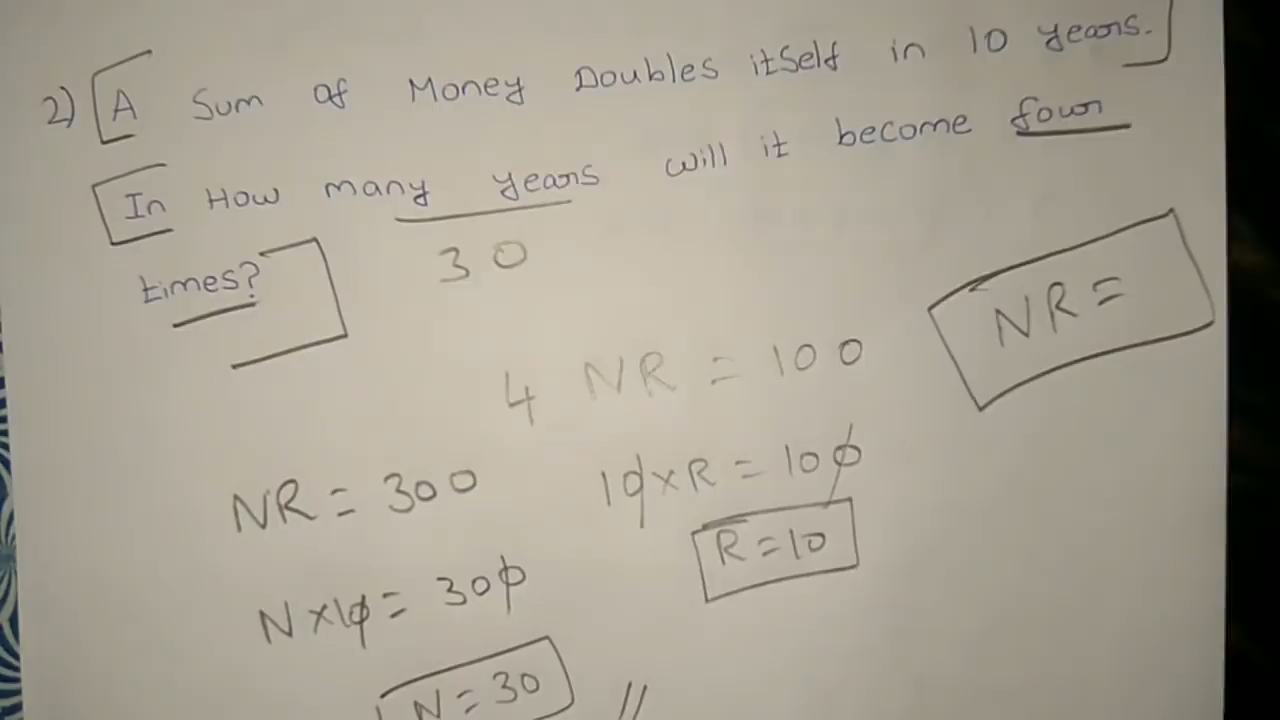 2) A Sum of Money Doubles itself in 10 years.
In How many years will it become four
times?
30
NR =
4 NR = 100
NR = 300
10 x R = 100
R = 10
N x 10 = 300
N = 30 //